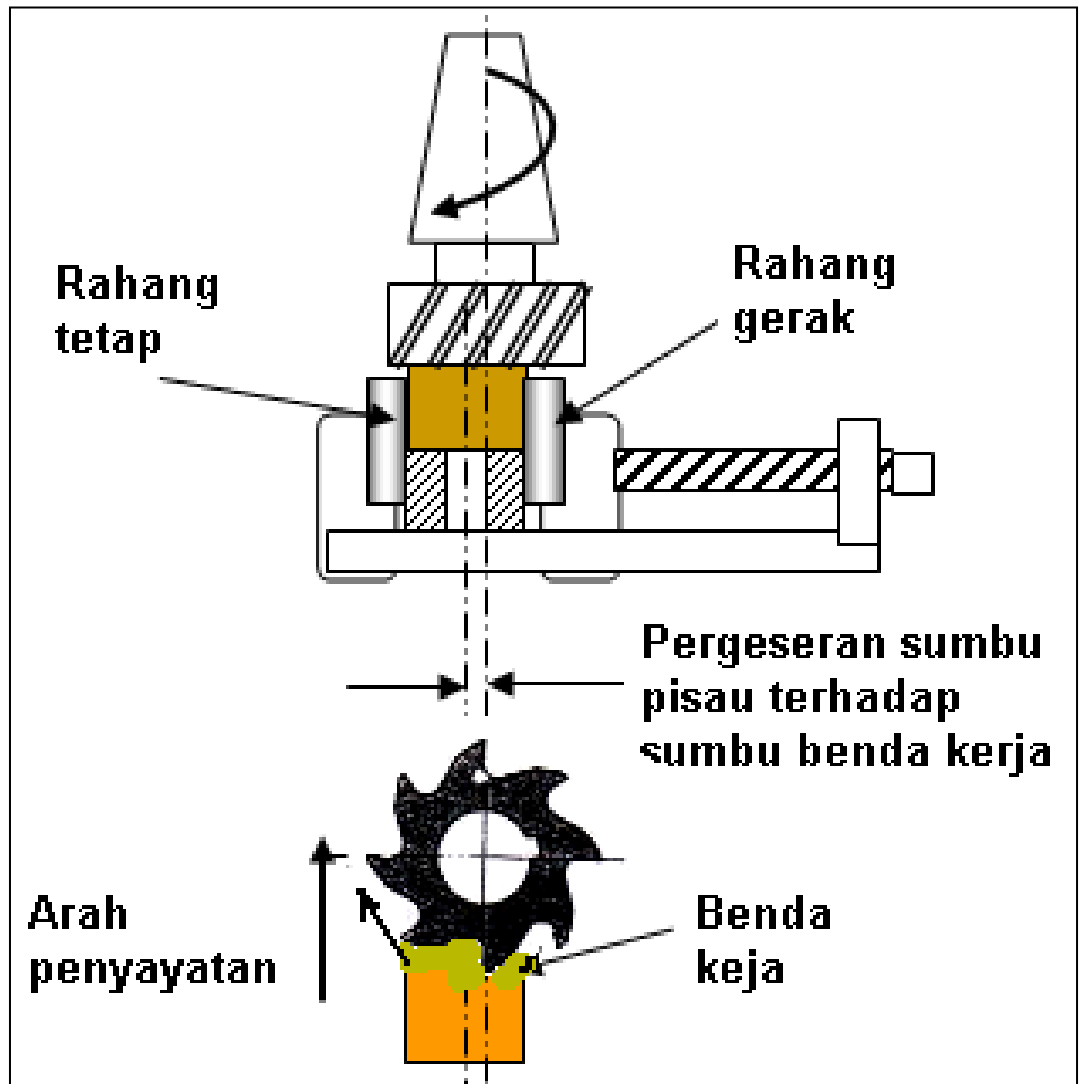 Rahang
tetap
Rahang
gerak
Pergeseran sumbu
pisau terhadap
sumbu benda kerja
Arah
penyayatan
Benda
keja